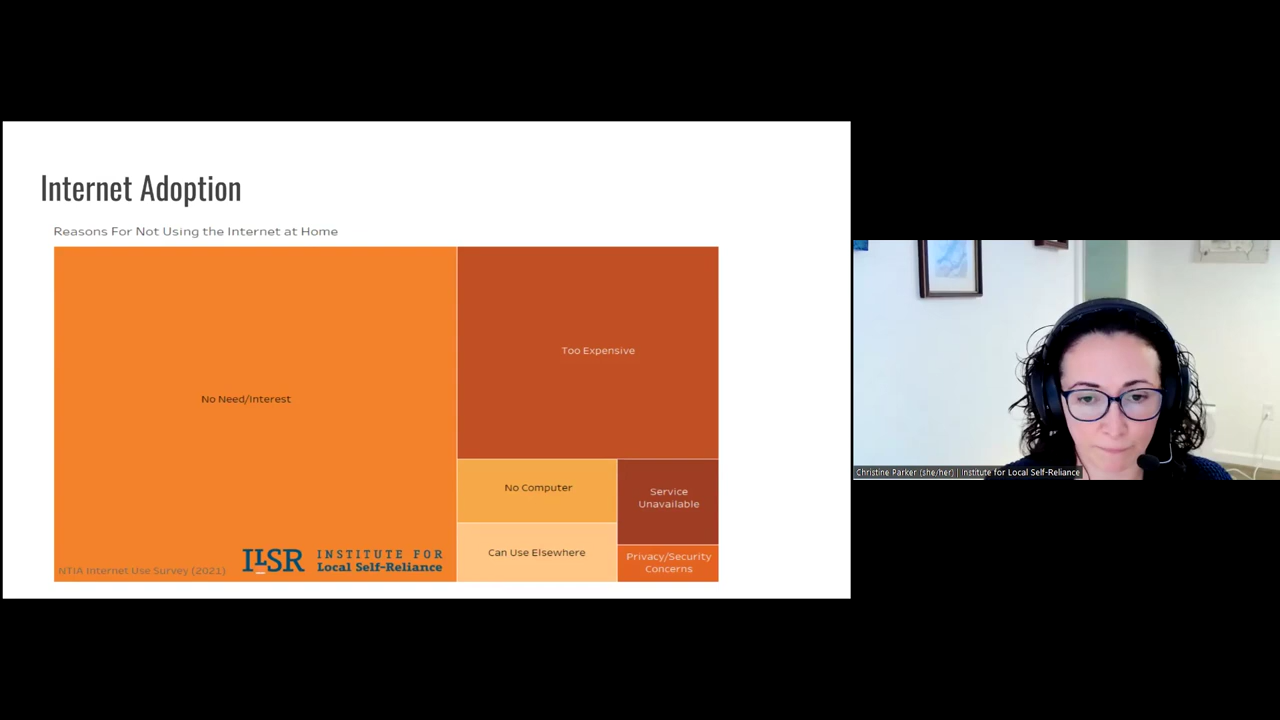 Internet Adoption
Reasons For Not Using the Internet at Home
No Need/Interest
Too Expensive
No Computer
Service
Unavailable
Can Use Elsewhere
Privacy/Security
Concerns
NTIA Internet Use Survey (2021)
ILSR
INSTITUTE FOR
Local Self-Reliance
Christine Parker (she/her) | Institute for Local Self-Reliance